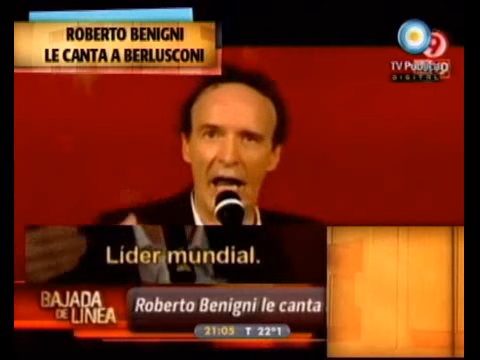 ROBERTO BENIGNI
LE CANTA A BERLUSCONI
9
TV Pública
DIGITAL
Líder mundial.
BAJADA
DE LÍNEA
Roberto Benigni le canta
21:05 T 22°1